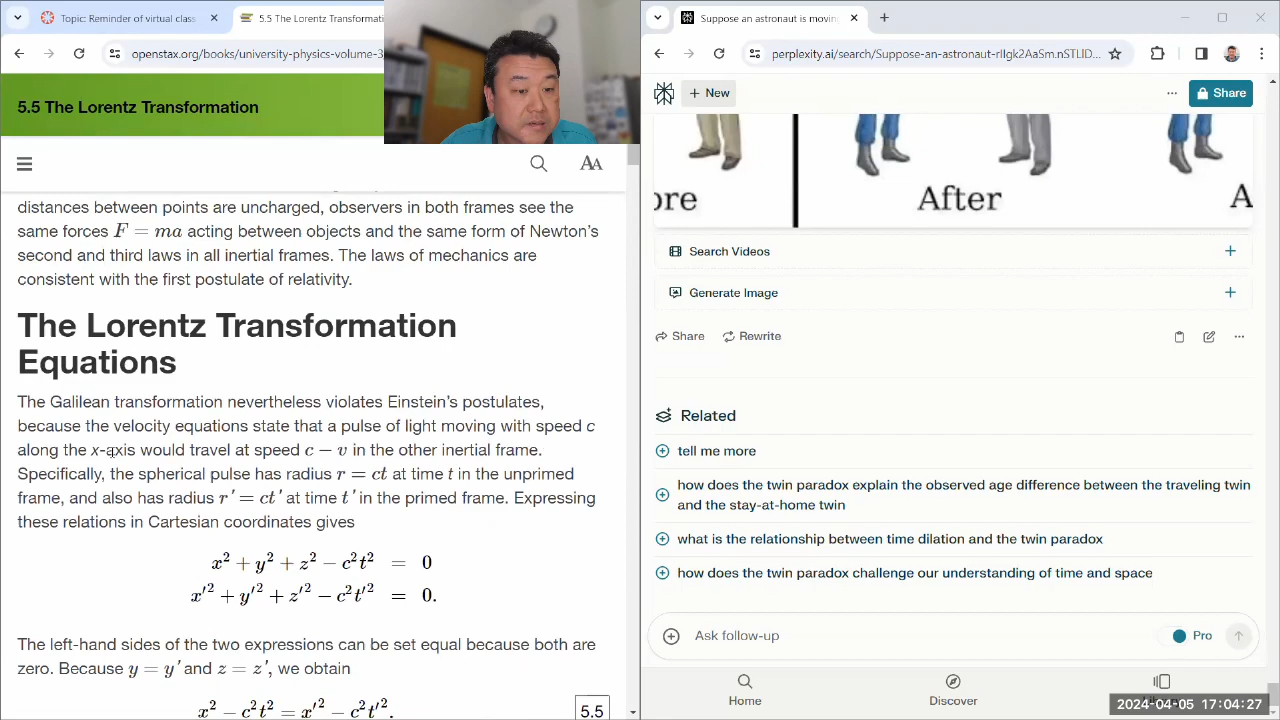 Topic: Reminder of virtual class
5.5 The Lorentz Transformati
openstax.org/books/university-physics-volume-3
5.5 The Lorentz Transformation
AA
distances between points are uncharged, observers in both frames see the
same forces F = ma acting between objects and the same form of Newton's
second and third laws in all inertial frames. The laws of mechanics are
consistent with the first postulate of relativity.
The Lorentz Transformation
Equations
The Galilean transformation nevertheless violates Einstein's postulates,
because the velocity equations state that a pulse of light moving with speed c
along the x-axis would travel at speed c − v in the other inertial frame.
Specifically, the spherical pulse has radius r = ct at time t in the unprimed
frame, and also has radius r′ = ct′ at time t′ in the primed frame. Expressing
these relations in Cartesian coordinates gives
x² + y² + z² − c²t² = 0
x′² + y′² + z′² − c²t′² = 0.
The left-hand sides of the two expressions can be set equal because both are
zero. Because y = y′ and z = z′, we obtain
x² − c²t² = x′² − c²t′².
5.5
Suppose an astronaut is movin
perplexity.ai/search/Suppose-an-astronaut-rIIgk2AaSm.nSTLID...
+ New
Share
ore
After
A
Search Videos
Generate Image
Share
Rewrite
Related
tell me more
how does the twin paradox explain the observed age difference between the traveling twin
and the stay-at-home twin
what is the relationship between time dilation and the twin paradox
how does the twin paradox challenge our understanding of time and space
Ask follow-up
Pro
Home
Discover
2024-04-05 17:04:27